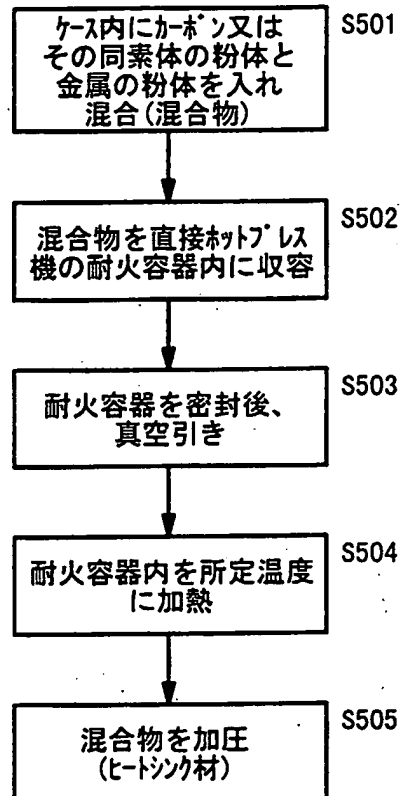 ケース内にカーボン又は
その同素体の粉体と
金属の粉体を入れ
混合(混合物)
S501
混合物を直接ホットプレス
機の耐火容器内に収容
S502
耐火容器を密封後、
真空引き
S503
耐火容器内を所定温度
に加熱
S504
混合物を加圧
(ヒートシンク材)
S505